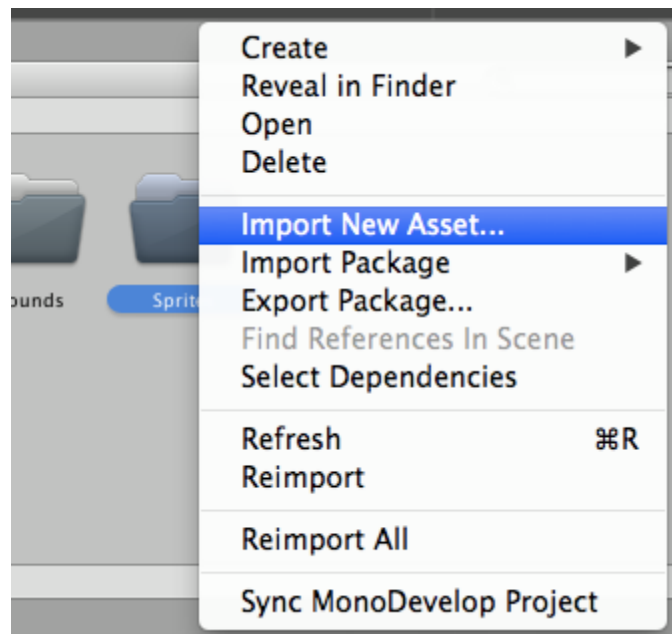 Create
Reveal in Finder
Open
Delete
Import New Asset...
Import Package
Export Package...
Find References In Scene
Select Dependencies
Refresh ⌘R
Reimport
Reimport All
Sync MonoDevelop Project